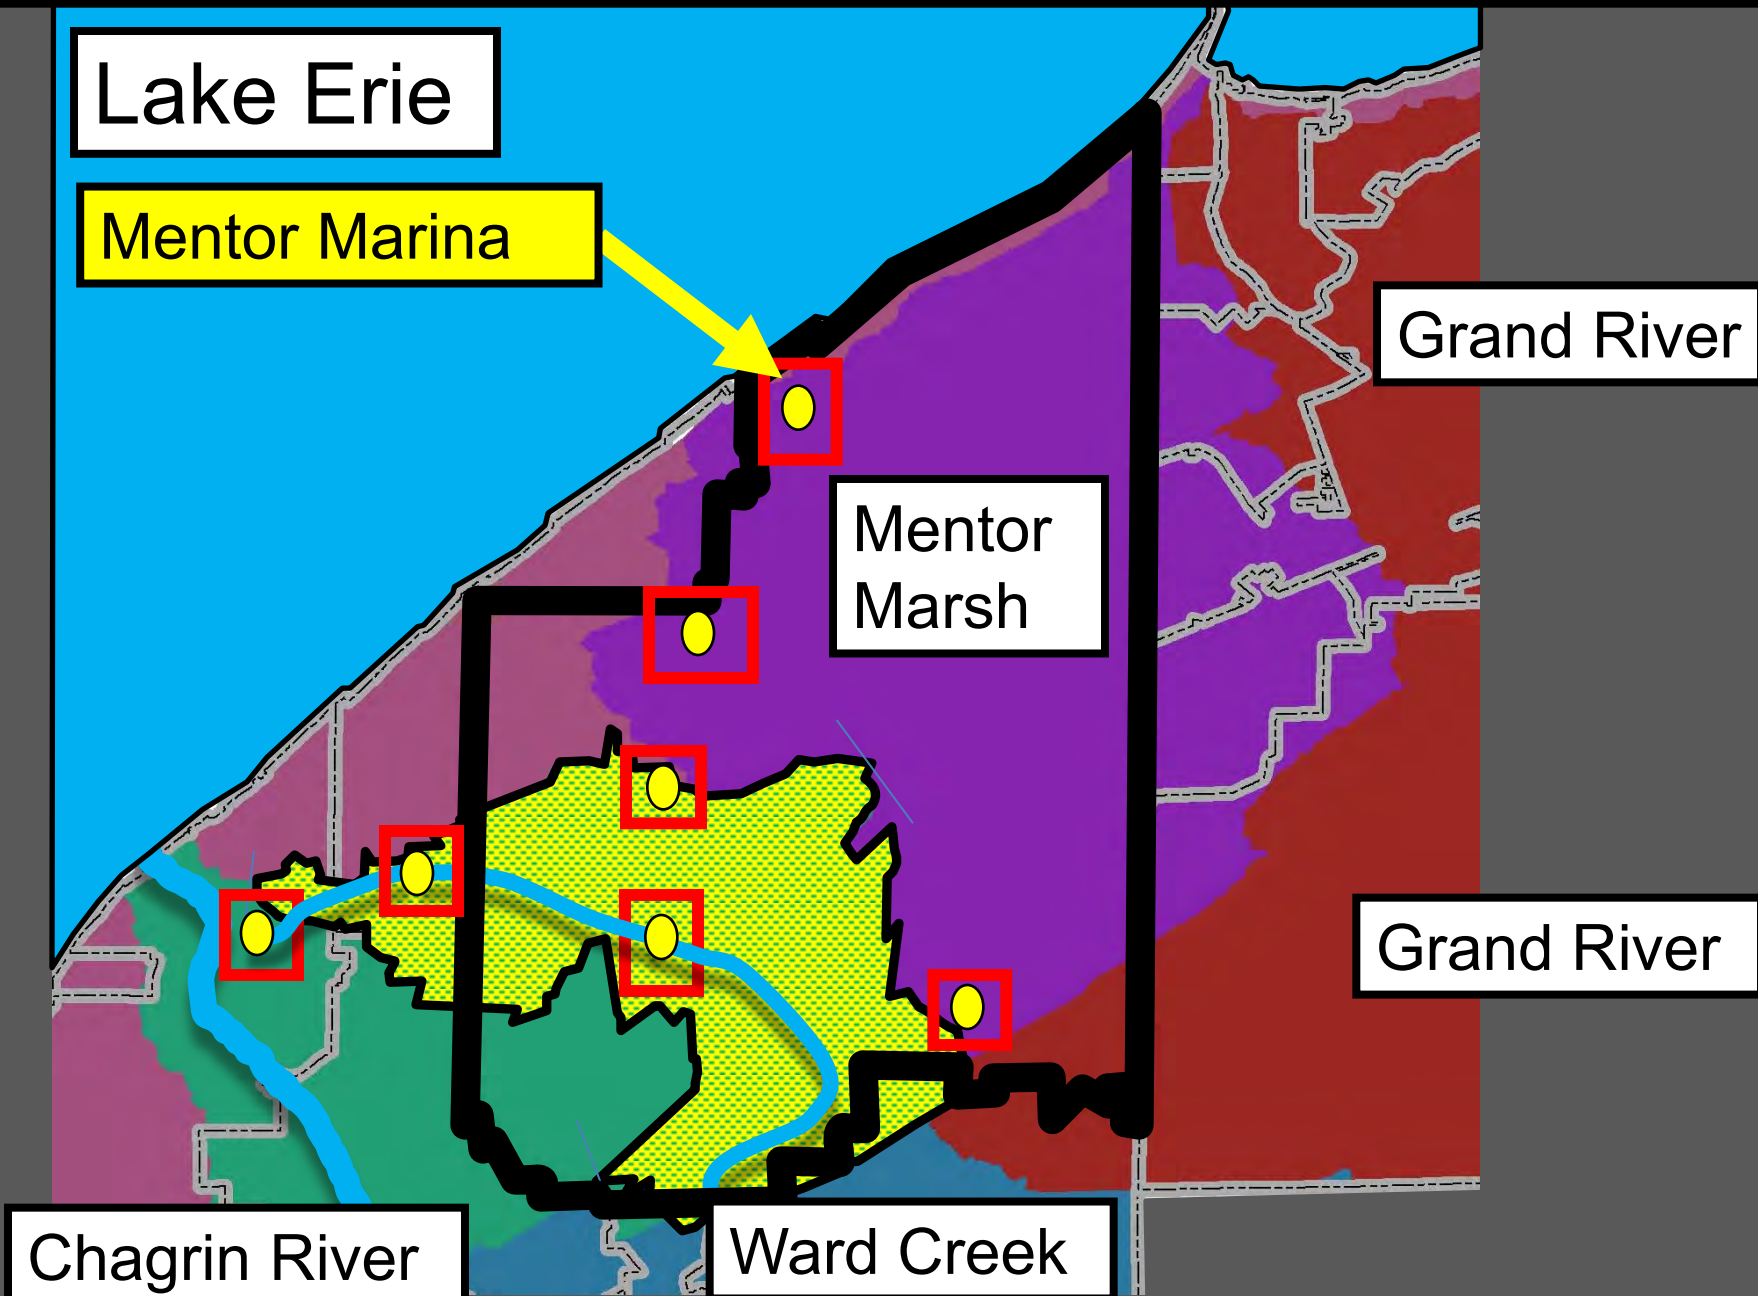 Lake Erie
Mentor Marina
Grand River
Mentor
Marsh
Grand River
Chagrin River
Ward Creek